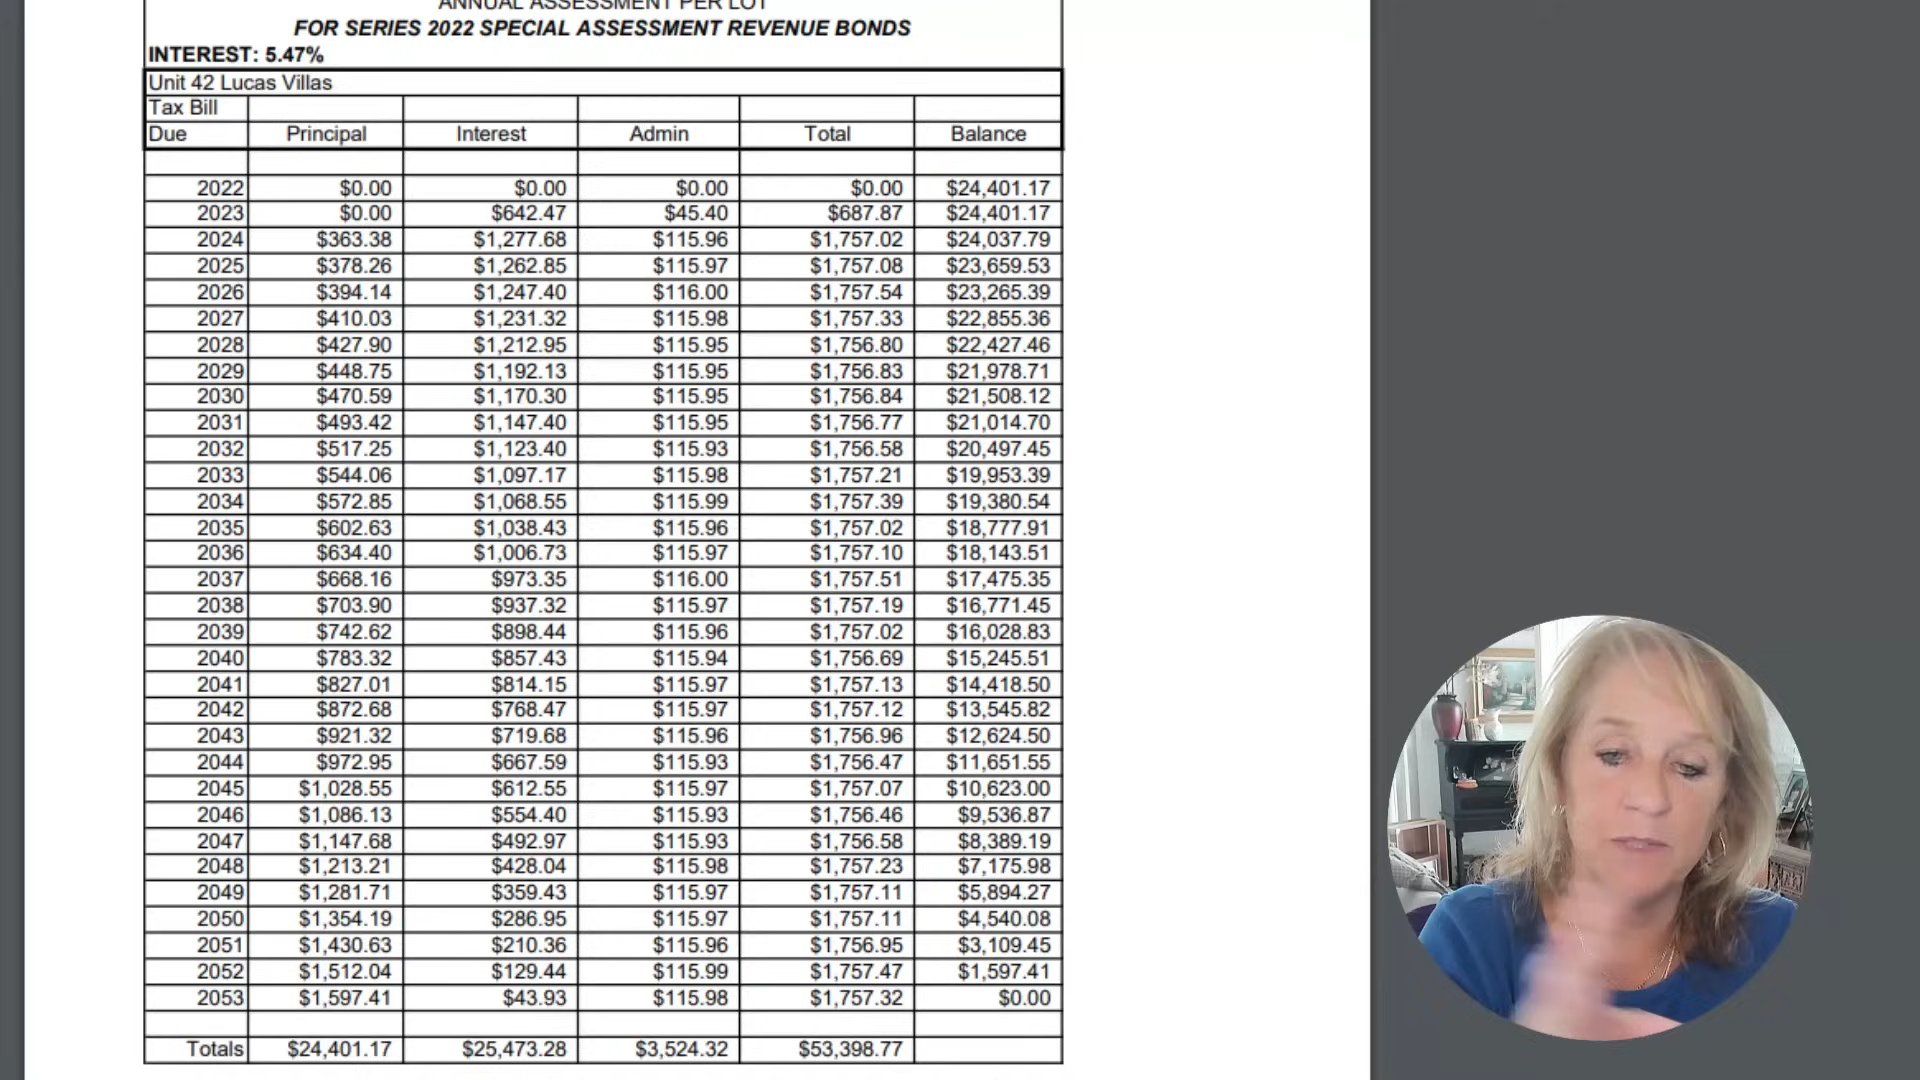 ANNUAL ASSESSMENT PER LOT
FOR SERIES 2022 SPECIAL ASSESSMENT REVENUE BONDS
INTEREST: 5.47%
Unit 42 Lucas Villas
Tax Bill
Due Principal Interest Admin Total Balance
2022 $0.00 $0.00 $0.00 $0.00 $24,401.17
2023 $0.00 $642.47 $45.40 $687.87 $24,401.17
2024 $363.38 $1,277.68 $115.96 $1,757.02 $24,037.79
2025 $378.26 $1,262.85 $115.97 $1,757.08 $23,659.53
2026 $394.14 $1,247.40 $116.00 $1,757.54 $23,265.39
2027 $410.03 $1,231.32 $115.98 $1,757.33 $22,855.36
2028 $427.90 $1,212.95 $115.95 $1,756.80 $22,427.46
2029 $448.75 $1,192.13 $115.95 $1,756.83 $21,978.71
2030 $470.59 $1,170.30 $115.95 $1,756.84 $21,508.12
2031 $493.42 $1,147.40 $115.95 $1,756.77 $21,014.70
2032 $517.25 $1,123.40 $115.93 $1,756.58 $20,497.45
2033 $544.06 $1,097.17 $115.98 $1,757.21 $19,953.39
2034 $572.85 $1,068.55 $115.99 $1,757.39 $19,380.54
2035 $602.63 $1,038.43 $115.96 $1,757.02 $18,777.91
2036 $634.40 $1,006.73 $115.97 $1,757.10 $18,143.51
2037 $668.16 $973.35 $116.00 $1,757.51 $17,475.35
2038 $703.90 $937.32 $115.97 $1,757.19 $16,771.45
2039 $742.62 $898.44 $115.96 $1,757.02 $16,028.83
2040 $783.32 $857.43 $115.94 $1,756.69 $15,245.51
2041 $827.01 $814.15 $115.97 $1,757.13 $14,418.50
2042 $872.68 $768.47 $115.97 $1,757.12 $13,545.82
2043 $921.32 $719.68 $115.96 $1,756.96 $12,624.50
2044 $972.95 $667.59 $115.93 $1,756.47 $11,651.55
2045 $1,028.55 $612.55 $115.97 $1,757.07 $10,623.00
2046 $1,086.13 $554.40 $115.93 $1,756.46 $9,536.87
2047 $1,147.68 $492.97 $115.93 $1,756.58 $8,389.19
2048 $1,213.21 $428.04 $115.98 $1,757.23 $7,175.98
2049 $1,281.71 $359.43 $115.97 $1,757.11 $5,894.27
2050 $1,354.19 $286.95 $115.97 $1,757.11 $4,540.08
2051 $1,430.63 $210.36 $115.96 $1,756.95 $3,109.45
2052 $1,512.04 $129.44 $115.99 $1,757.47 $1,597.41
2053 $1,597.41 $43.93 $115.98 $1,757.32 $0.00
Totals $24,401.17 $25,473.28 $3,524.32 $53,398.77